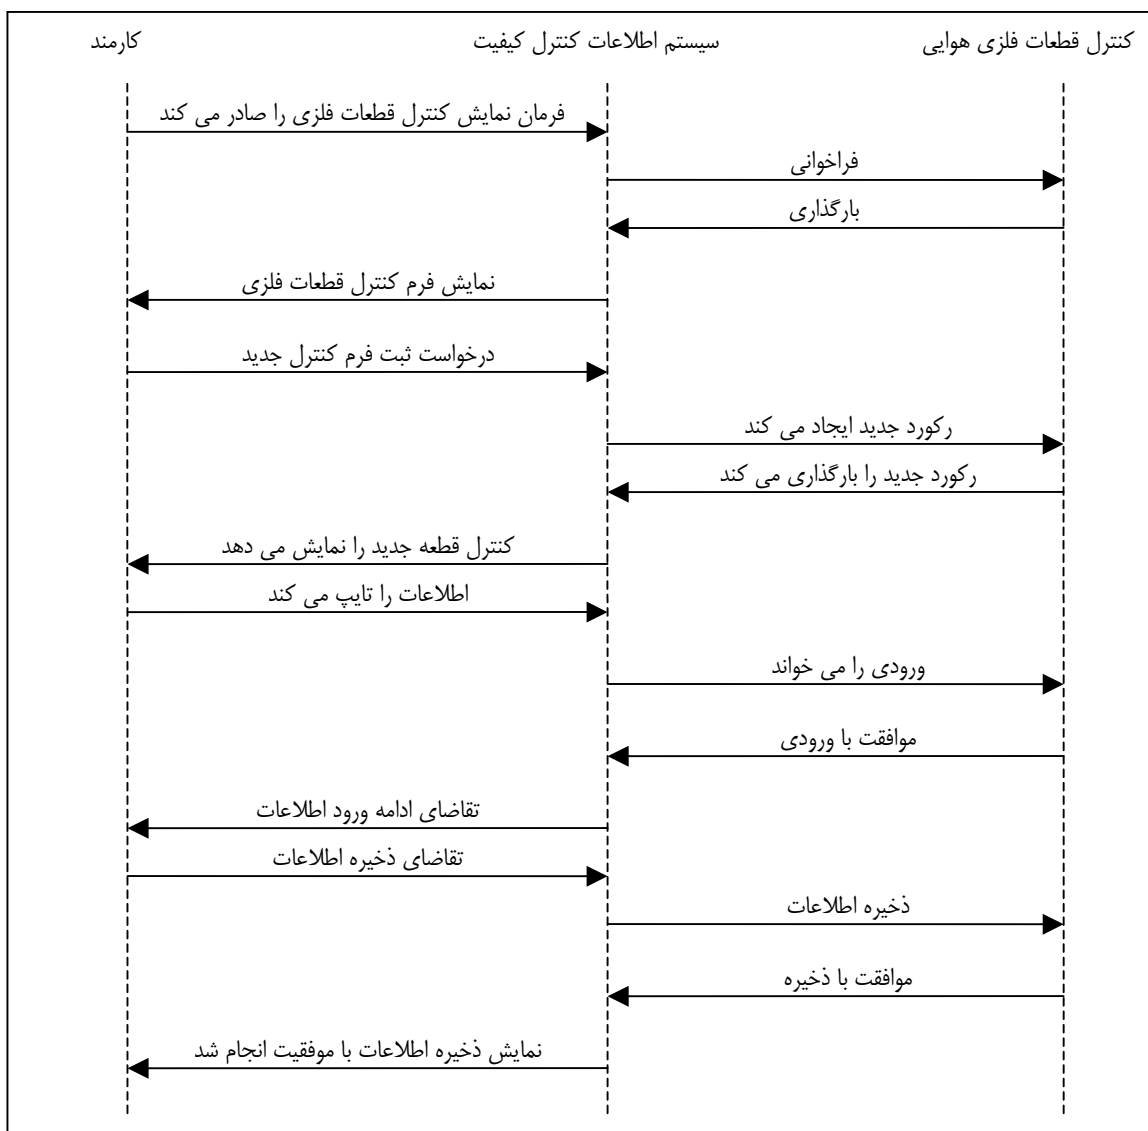 کنترل قطعات فلزی هوایی
سیستم اطلاعات کنترل کیفیت
کارمند
فرمان نمایش کنترل قطعات فلزی را صادر می کند
فراخوانی
بارگذاری
نمایش فرم کنترل قطعات فلزی
درخواست ثبت فرم کنترل جدید
رکورد جدید ایجاد می کند
رکورد جدید را بارگذاری می کند
کنترل قطعه جدید را نمایش می دهد
اطلاعات را تایپ می کند
ورودی را می خواند
موافقت با ورودی
تقاضای ادامه ورود اطلاعات
تقاضای ذخیره اطلاعات
ذخیره اطلاعات
موافقت با ذخیره
نمایش ذخیره اطلاعات با موفقیت انجام شد